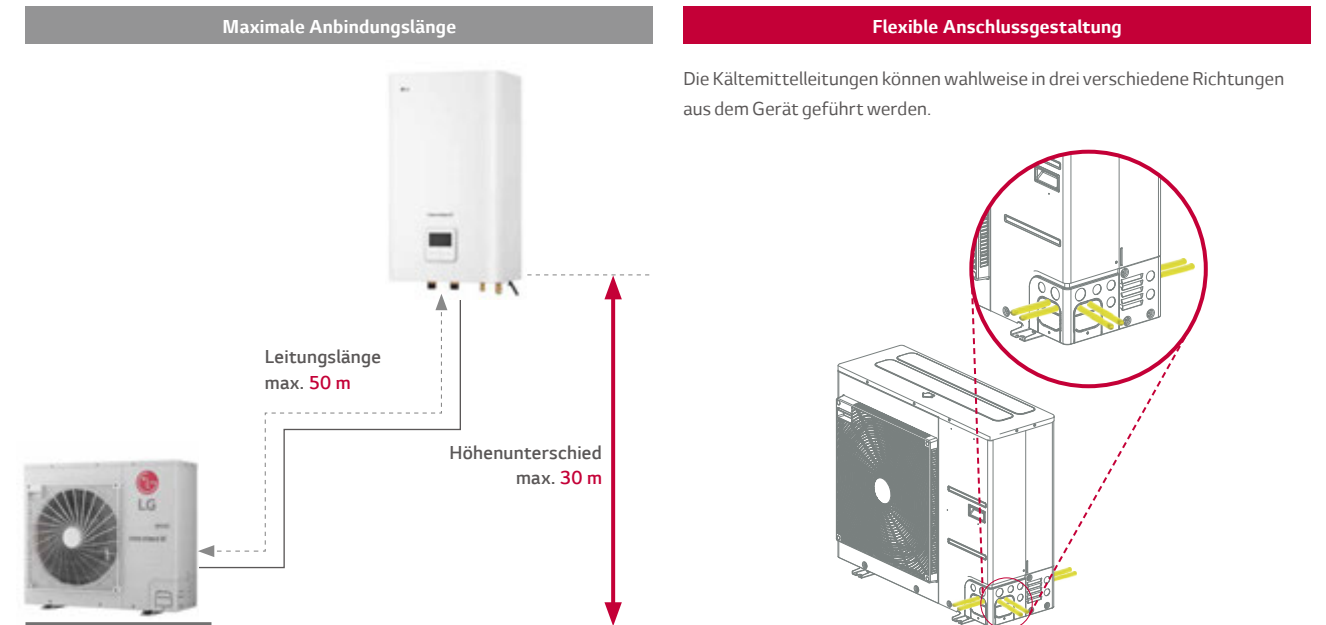 Maximale Anbindungslänge
Leitungslänge
max. 50 m
Höhenunterschied
max. 30 m
LG
Flexible Anschlussgestaltung
Die Kältemittelleitungen können wahlweise in drei verschiedene Richtungen
aus dem Gerät geführt werden.